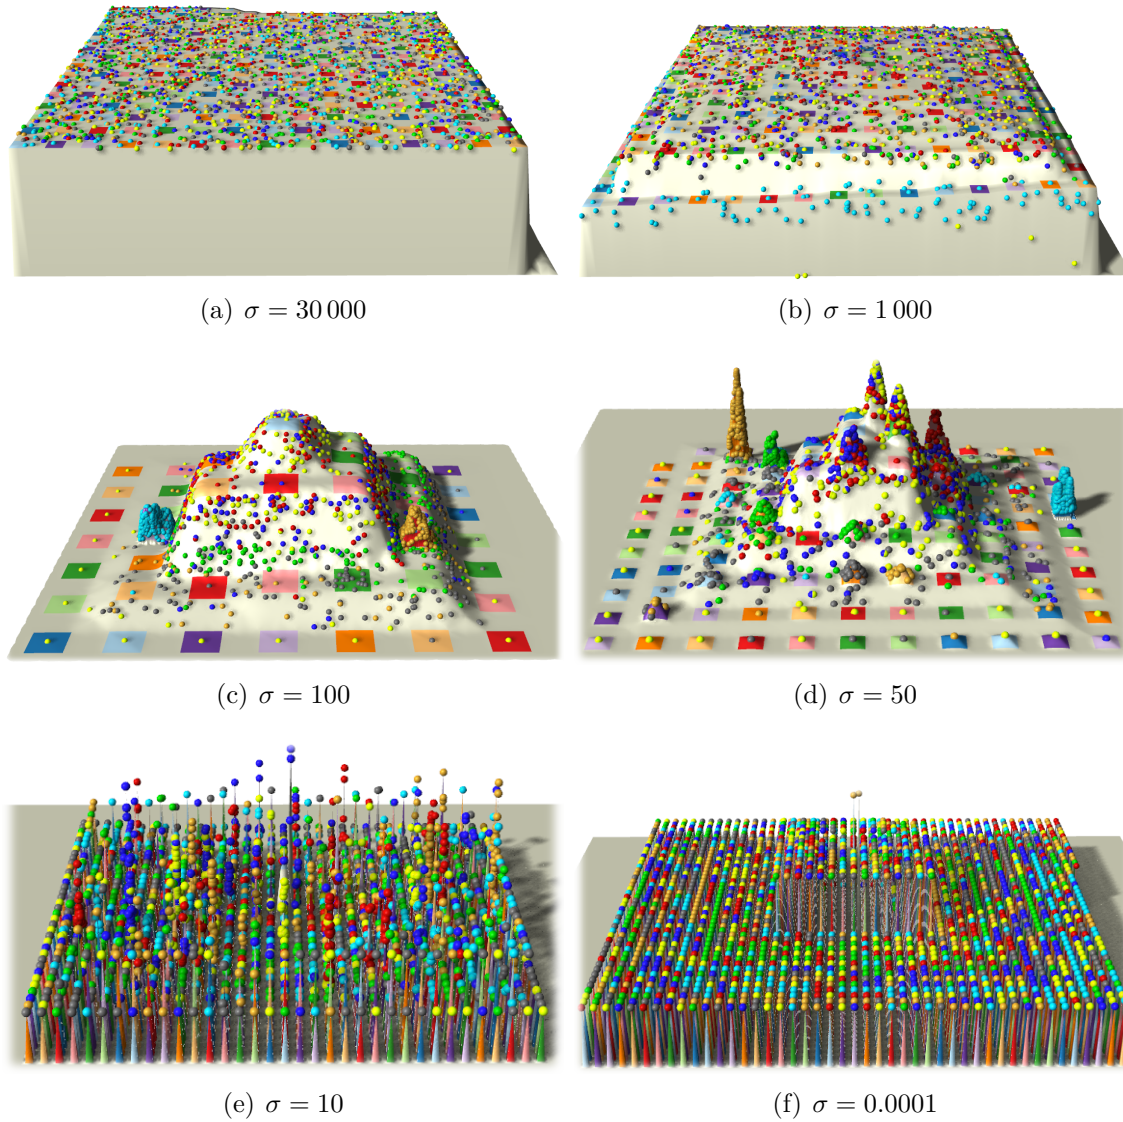 (a) σ = 30 000
(b) σ = 1 000
(c) σ = 100
(d) σ = 50
(e) σ = 10
(f) σ = 0.0001